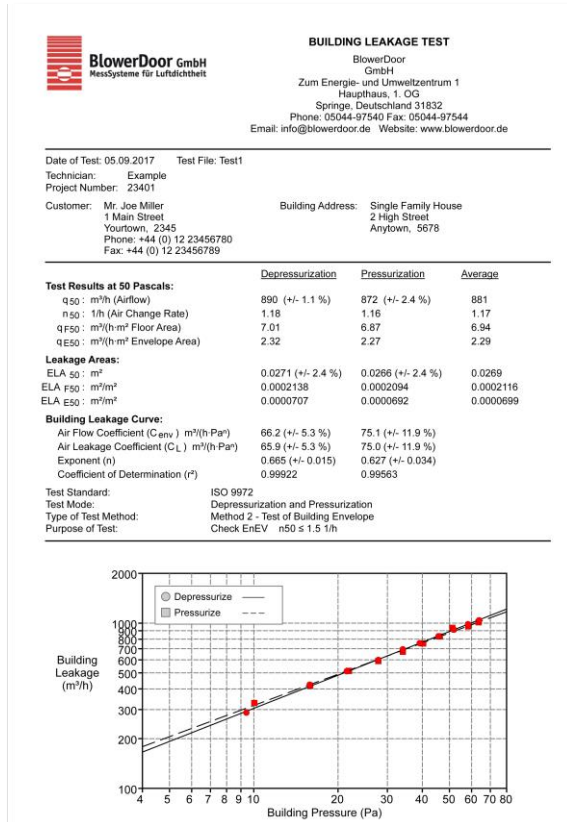 BlowerDoor GmbH
MessSysteme für Luftdichtheit
BUILDING LEAKAGE TEST
BlowerDoor
GmbH
Zum Energie- und Umweltzentrum 1
Haupthaus, 1. OG
Springe, Deutschland 31832
Phone: 05044-97540 Fax: 05044-97544
Email: info@blowerdoor.de Website: www.blowerdoor.de
Date of Test: 05.09.2017 Test File: Test1
Technician: Example
Project Number: 23401
Customer: Mr. Joe Miller
1 Main Street
Yourtown, 2345
Phone: +44 (0) 12 23456780
Fax: +44 (0) 12 23456789
Building Address: Single Family House
2 High Street
Anytown, 5678
Depressurization Pressurization Average
Test Results at 50 Pascals:
q50 : m³/h (Airflow) 890 (+/- 1.1 %) 872 (+/- 2.4 %) 881
n50 : 1/h (Air Change Rate) 1.18 1.16 1.17
qF50 : m³/(h·m² Floor Area) 7.01 6.87 6.94
qE50 : m³/(h·m² Envelope Area) 2.32 2.27 2.29
Leakage Areas:
ELA 50 : m² 0.0271 (+/- 2.4 %) 0.0266 (+/- 2.4 %) 0.0269
ELA F50 : m²/m² 0.0002138 0.0002094 0.0002116
ELA E50 : m²/m² 0.0000707 0.0000692 0.0000699
Building Leakage Curve:
Air Flow Coefficient (Cenv) m³/(h·Paⁿ) 66.2 (+/- 5.3 %) 75.1 (+/- 11.9 %)
Air Leakage Coefficient (CL) m³/(h·Paⁿ) 65.9 (+/- 5.3 %) 75.0 (+/- 11.9 %)
Exponent (n) 0.665 (+/- 0.015) 0.627 (+/- 0.034)
Coefficient of Determination (r²) 0.99922 0.99563
Test Standard: ISO 9972
Test Mode: Depressurization and Pressurization
Type of Test Method: Method 2 - Test of Building Envelope
Purpose of Test: Check EnEV n50 ≤ 1.5 1/h
Depressurize
Pressurize
2000
1000
900
800
700
600
500
400
300
200
100
Building
Leakage
(m³/h)
4 5 6 7 8 9 10 20 30 40 50 60 70 80
Building Pressure (Pa)